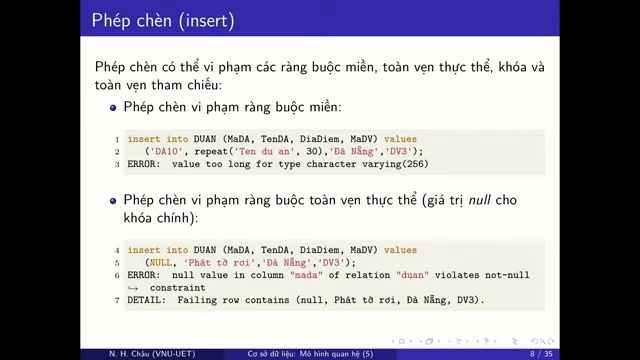 Phép chèn (insert)
Phép chèn có thể vi phạm các ràng buộc miền, toàn vẹn thực thể, khóa và
toàn vẹn tham chiếu:
Phép chèn vi phạm ràng buộc miền:
1 insert into DUAN (MaDA, TenDA, DiaDiem, MaDV) values
2 ('DA10', repeat('Ten du an', 30),'Đà Nẵng','DV3');
3 ERROR: value too long for type character varying(256)
Phép chèn vi phạm ràng buộc toàn vẹn thực thể (giá trị null cho
khóa chính):
4 insert into DUAN (MaDA, TenDA, DiaDiem, MaDV) values
5 (NULL, 'Phát tờ rơi','Đà Nẵng','DV3');
6 ERROR: null value in column "mada" of relation "duan" violates not-null
↪ constraint
7 DETAIL: Failing row contains (null, Phát tờ rơi, Đà Nẵng, DV3).
N. H. Châu (VNU-UET) Cơ sở dữ liệu: Mô hình quan hệ (5) 8 / 35